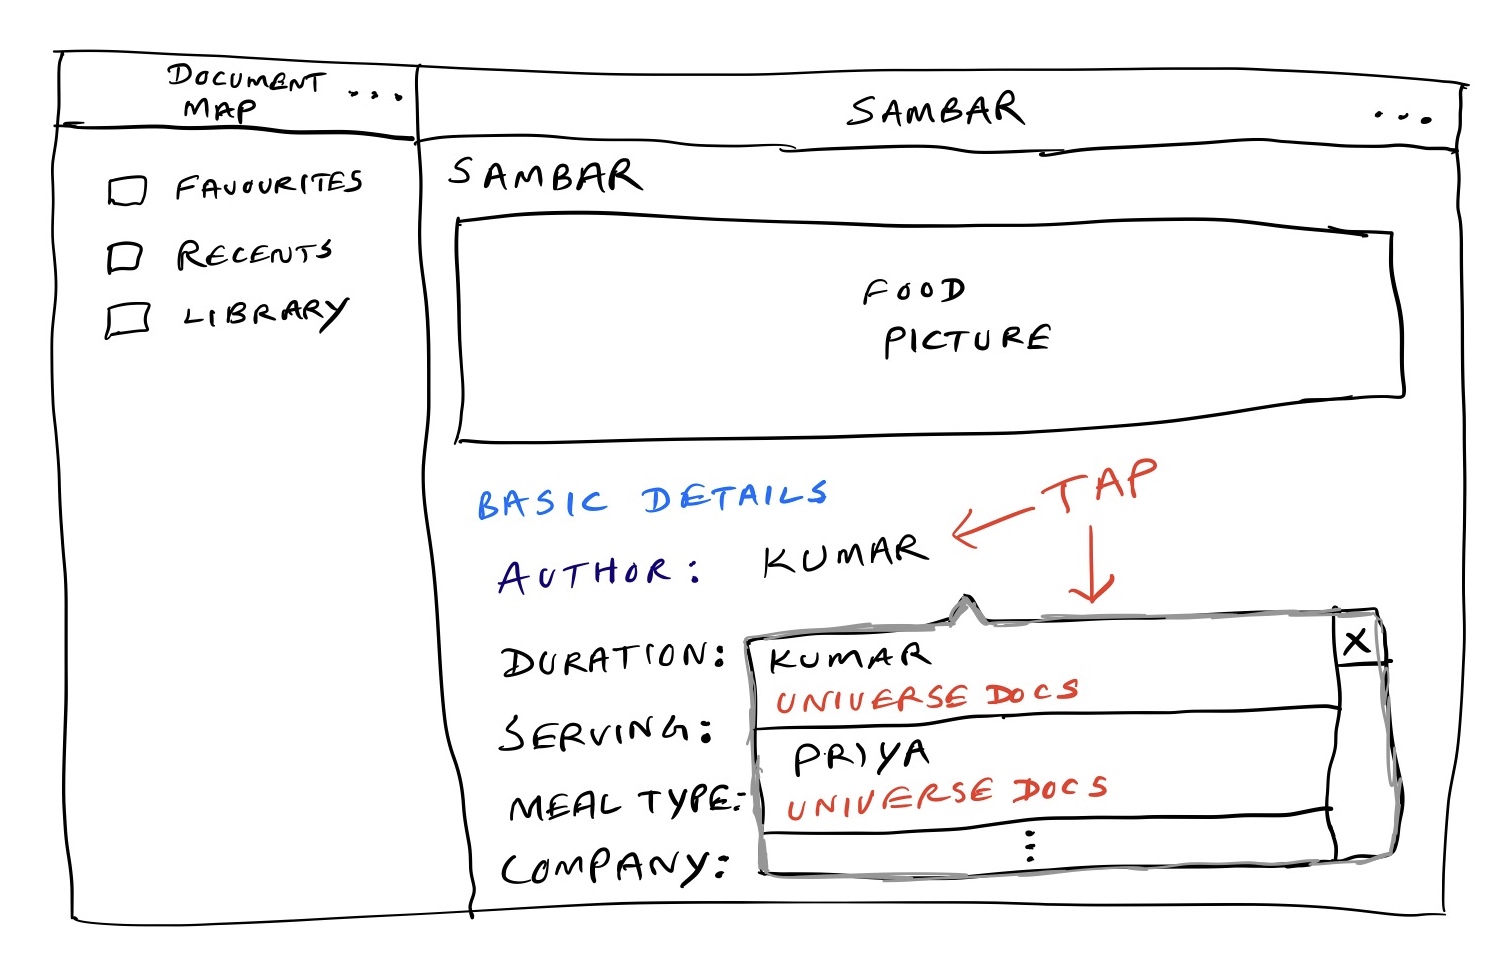 DOCUMENT
MAP
...
SAMBAR
...
FAVOURITES
RECENTS
LIBRARY
SAMBAR
FOOD
PICTURE
BASIC DETAILS
TAP
AUTHOR: KUMAR
DURATION:
SERVING:
MEAL TYPE:
COMPANY:
KUMAR
X
UNIVERSE DOCS
PRIYA
UNIVERSE DOCS